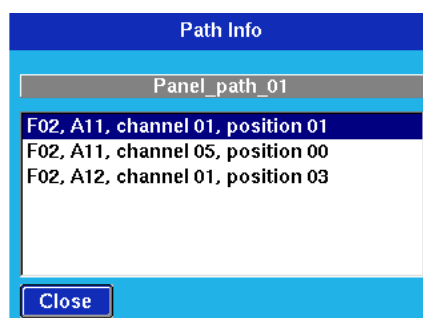 Path Info
Panel_path_01
F02, A11, channel 01, position 01
F02, A11, channel 05, position 00
F02, A12, channel 01, position 03
Close